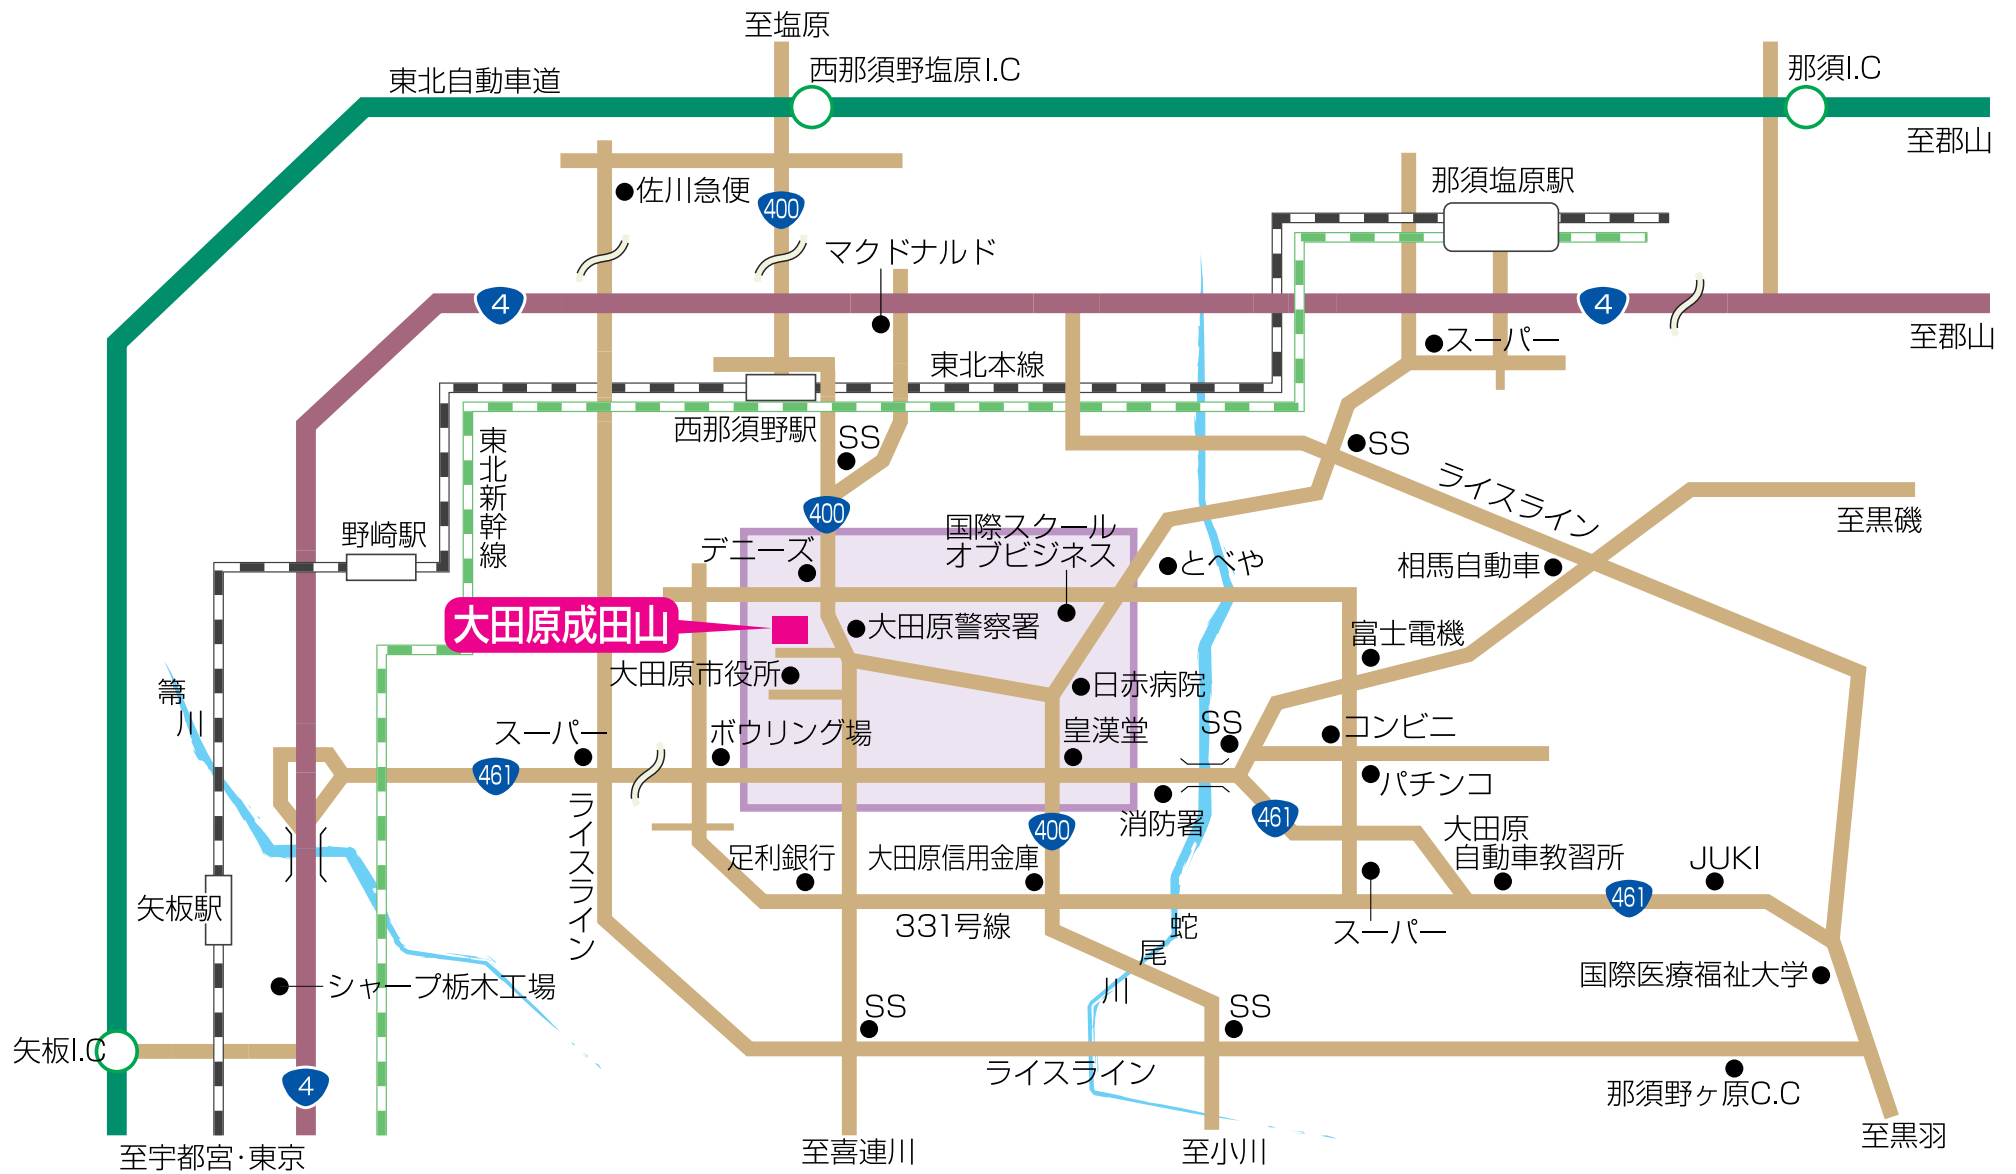 至塩原
東北自動車道
西那須野塩原I.C
那須I.C
至郡山
佐川急便
400
那須塩原駅
マクドナルド
4
4
至郡山
スーパー
東北本線
西那須野駅
SS
SS
東北新幹線
ライスライン
400
至黒磯
野崎駅
国際スクール
オブビジネス
デニーズ
とべや
相馬自動車
大田原成田山
大田原警察署
富士電機
大田原市役所
日赤病院
箒川
スーパー
ボウリング場
皇漢堂
SS
コンビニ
461
パチンコ
ライスライン
消防署
461
400
大田原
自動車教習所
足利銀行
大田原信用金庫
JUKI
461
矢板駅
331号線
スーパー
蛇尾川
国際医療福祉大学
シャープ栃木工場
SS
SS
矢板I.C
4
ライスライン
那須野ヶ原C.C
至黒羽
至宇都宮・東京
至喜連川
至小川